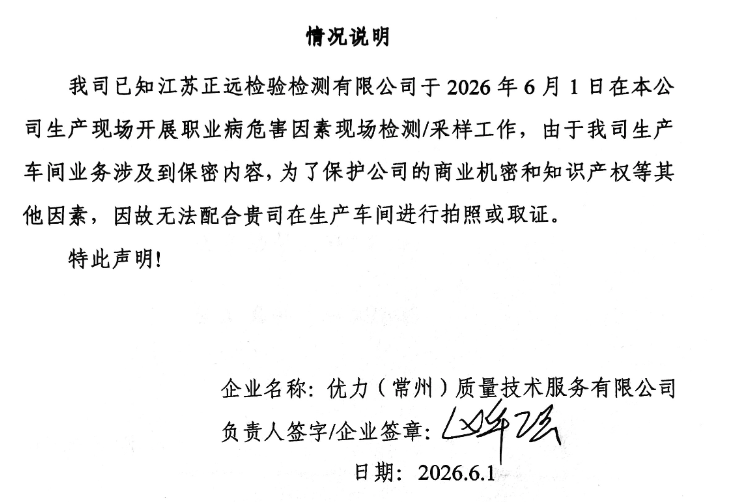 情况说明
我司已知江苏正远检验检测有限公司于 2026 年 6 月 1 日在本公
司生产现场开展职业病危害因素现场检测/采样工作，由于我司生产
车间业务涉及到保密内容，为了保护公司的商业机密和知识产权等其
他因素，因故无法配合贵司在生产车间进行拍照或取证。
特此声明!
企业名称：优力（常州）质量技术服务有限公司
负责人签字/企业签章：
日期：2026.6.1